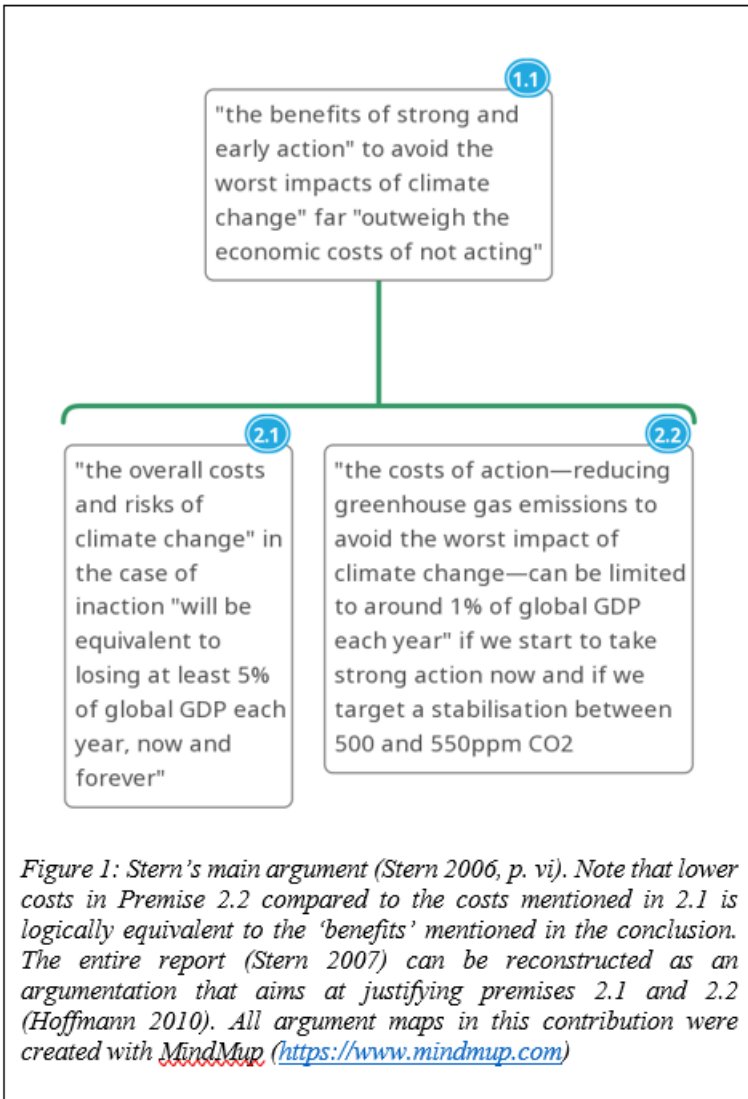 1.1
"the benefits of strong and
early action" to avoid the
worst impacts of climate
change" far "outweigh the
economic costs of not acting"
2.1
"the overall costs
and risks of
climate change" in
the case of
inaction "will be
equivalent to
losing at least 5%
of global GDP each
year, now and
forever"
2.2
"the costs of action—reducing
greenhouse gas emissions to
avoid the worst impact of
climate change—can be limited
to around 1% of global GDP
each year" if we start to take
strong action now and if we
target a stabilisation between
500 and 550ppm CO2
Figure 1: Stern’s main argument (Stern 2006, p. vi). Note that lower
costs in Premise 2.2 compared to the costs mentioned in 2.1 is
logically equivalent to the ‘benefits’ mentioned in the conclusion.
The entire report (Stern 2007) can be reconstructed as an
argumentation that aims at justifying premises 2.1 and 2.2
(Hoffmann 2010). All argument maps in this contribution were
created with MindMup (https://www.mindmup.com)